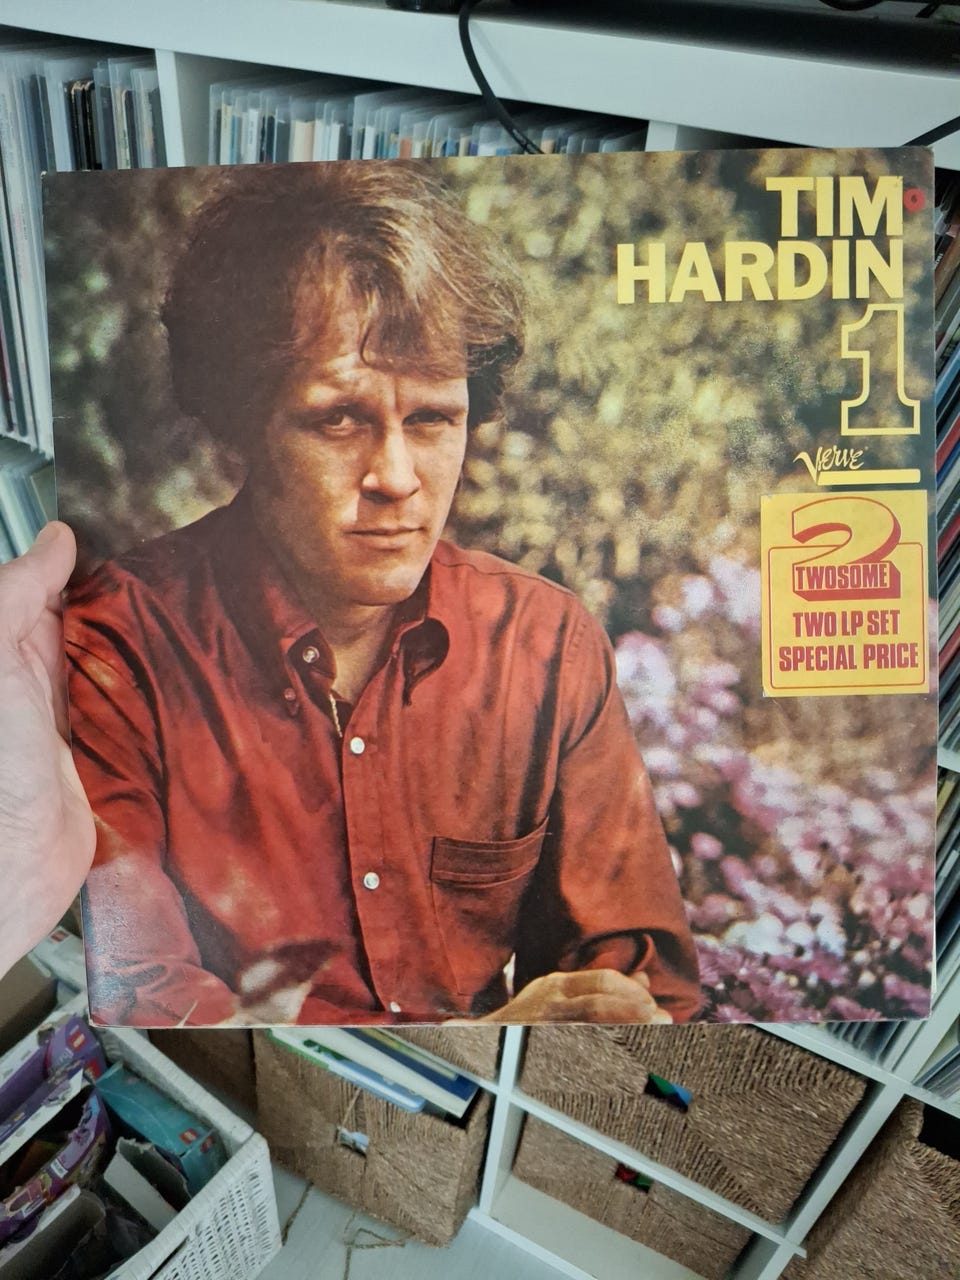 TIM
HARDIN
1
Verve
2
TWOSOME
TWO LP SET
SPECIAL PRICE